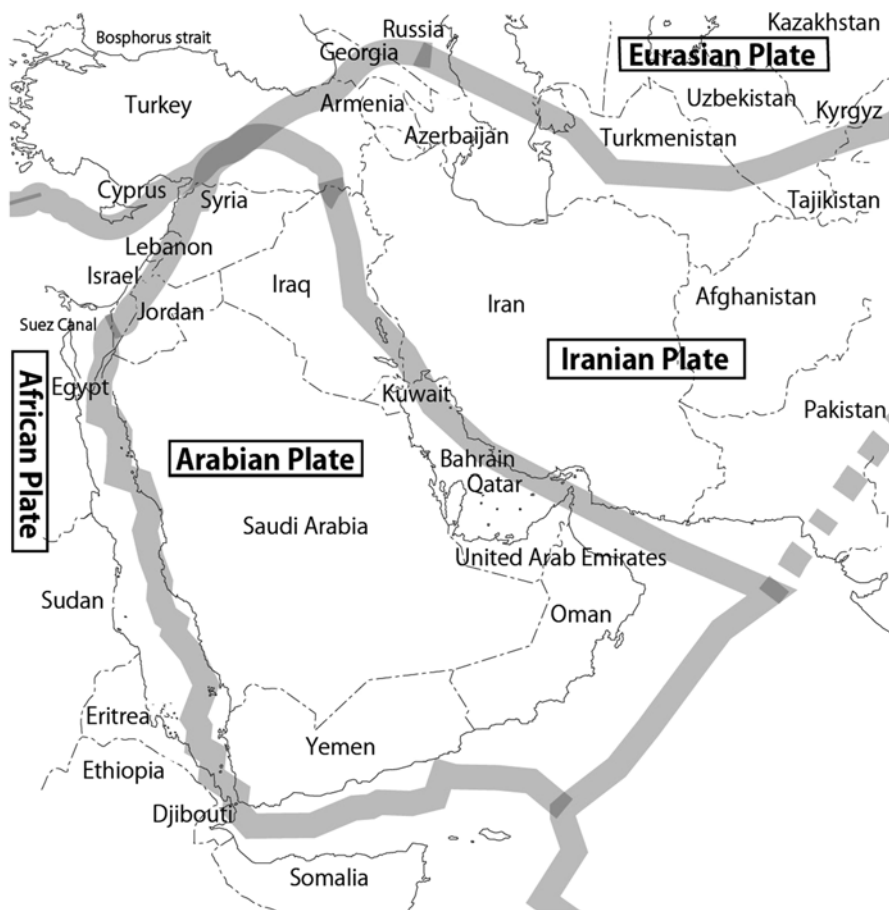 Russia
Kazakhstan
Bosphorus strait
Georgia
Eurasian Plate
Turkey
Armenia
Uzbekistan
Kyrgyz
Azerbaijan
Turkmenistan
Cyprus
Syria
Tajikistan
Lebanon
Israel
Iraq
Iran
Afghanistan
Jordan
Suez Canal
Iranian Plate
Egypt
Kuwait
African Plate
Pakistan
Arabian Plate
Bahrain
Qatar
Saudi Arabia
United Arab Emirates
Sudan
Oman
Eritrea
Yemen
Ethiopia
Djibouti
Somalia